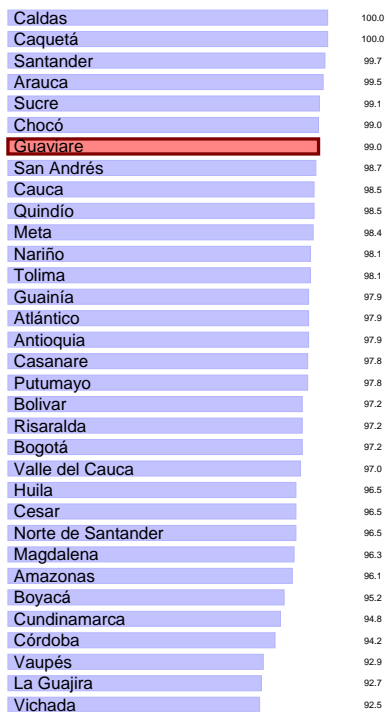 Caldas 100.0
Caquetá 100.0
Santander 99.7
Arauca 99.5
Sucre 99.1
Chocó 99.0
Guaviare 99.0
San Andrés 98.7
Cauca 98.5
Quindío 98.5
Meta 98.4
Nariño 98.1
Tolima 98.1
Guainía 97.9
Atlántico 97.9
Antioquia 97.9
Casanare 97.8
Putumayo 97.8
Bolivar 97.2
Risaralda 97.2
Bogotá 97.2
Valle del Cauca 97.0
Huila 96.5
Cesar 96.5
Norte de Santander 96.5
Magdalena 96.3
Amazonas 96.1
Boyacá 95.2
Cundinamarca 94.8
Córdoba 94.2
Vaupés 92.9
La Guajira 92.7
Vichada 92.5